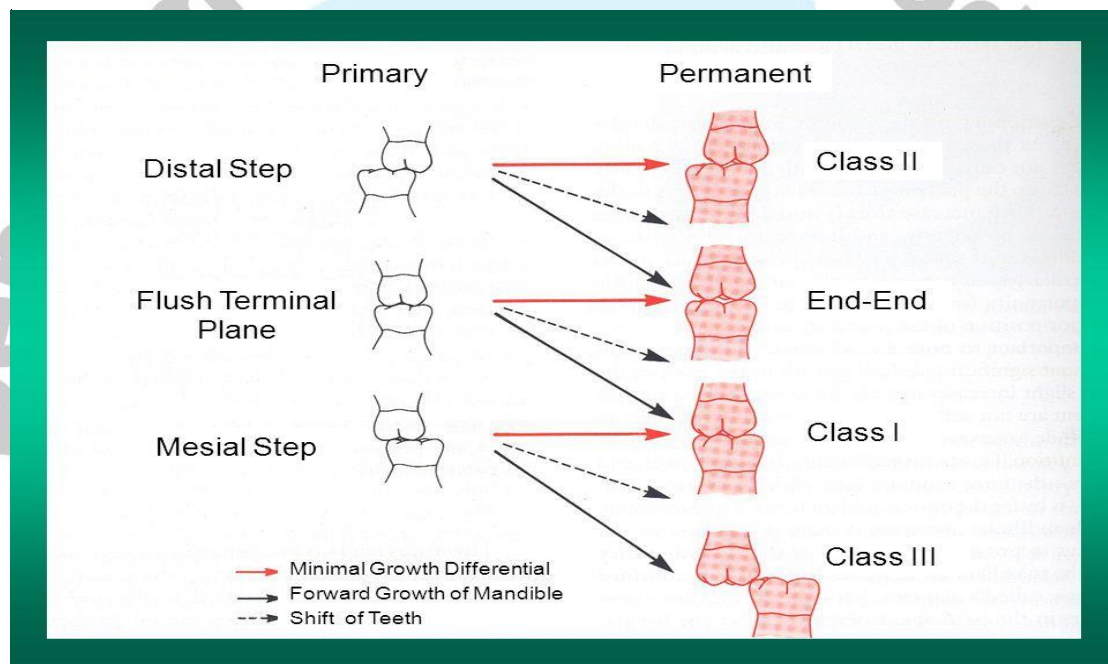 Primary
Permanent
Distal Step
Class II
Flush Terminal
Plane
End-End
Mesial Step
Class I
Class III
Minimal Growth Differential
Forward Growth of Mandible
Shift of Teeth